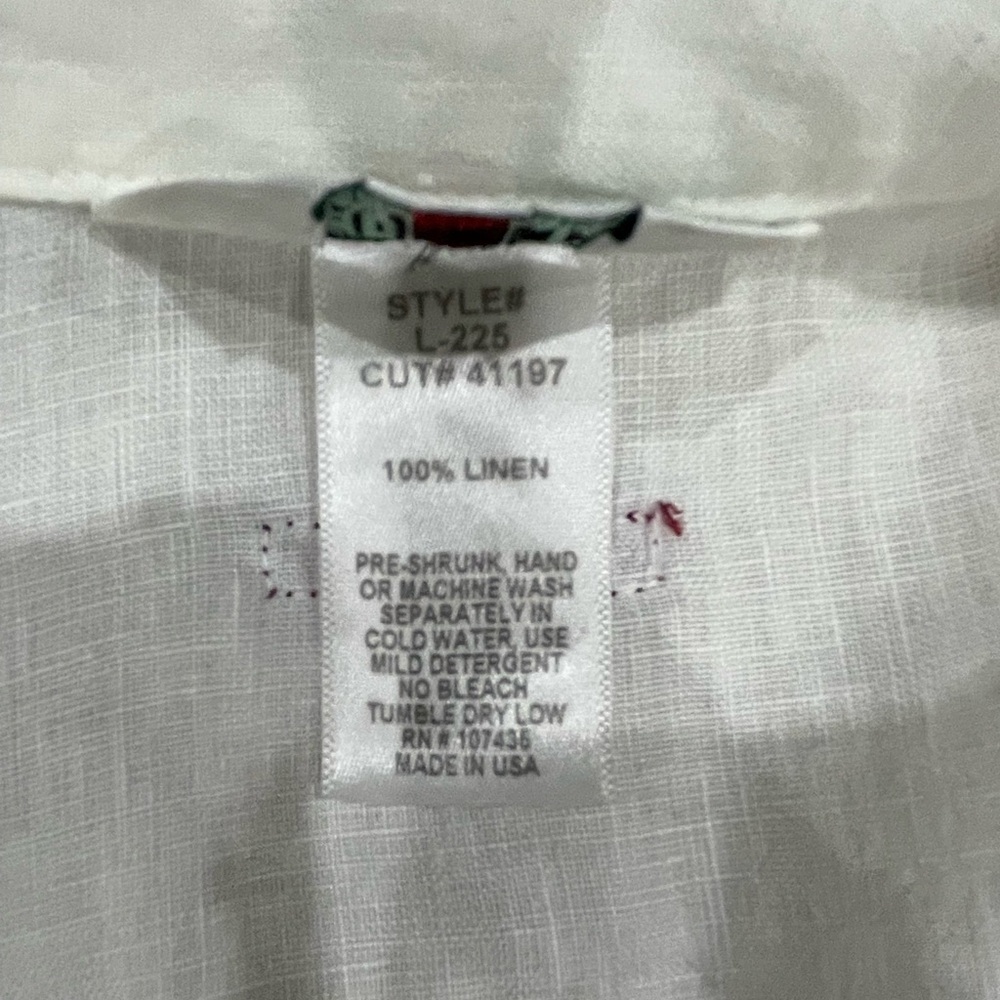 STYLE#
L-225
CUT# 41197
100% LINEN
PRE-SHRUNK, HAND
OR MACHINE WASH
SEPARATELY IN
COLD WATER, USE
MILD DETERGENT
NO BLEACH
TUMBLE DRY LOW
RN # 107436
MADE IN USA